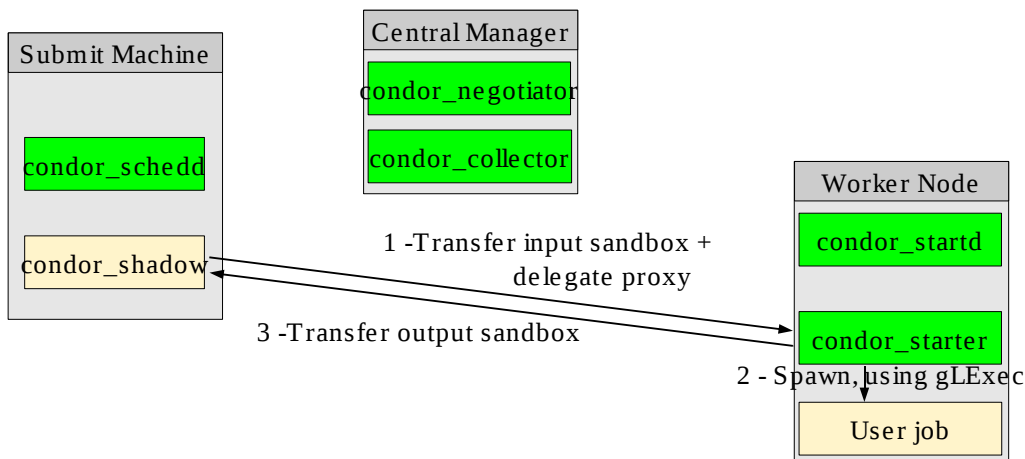 Submit Machine
condor_schedd
condor_shadow
Central Manager
condor_negotiator
condor_collector
Worker Node
condor_startd
condor_starter
1 -Transfer input sandbox +
delegate proxy
3 -Transfer output sandbox
2 - Spawn, using gLExec
User job